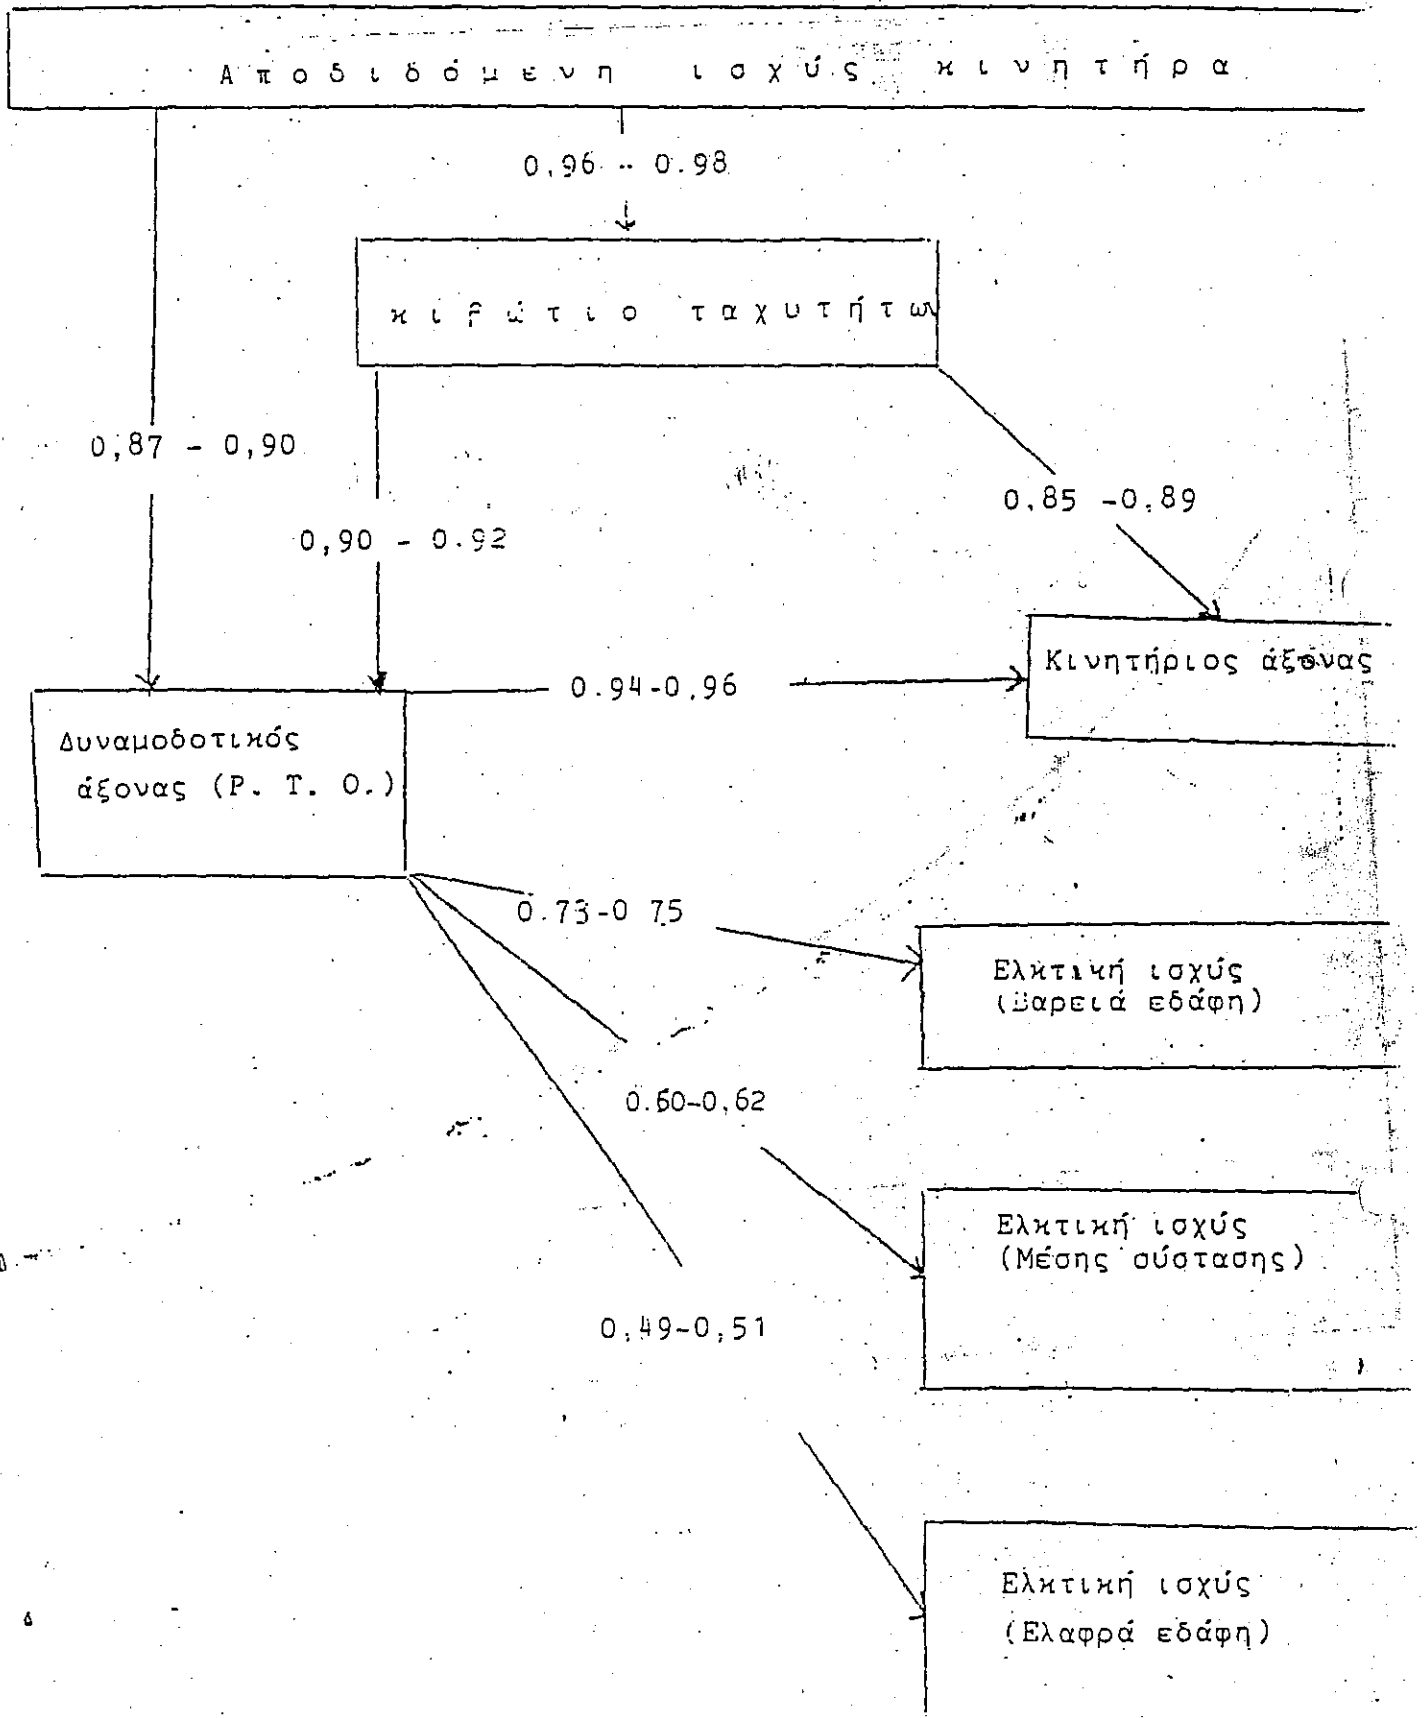 Αποδιδόμενη ισχύς κινητήρα
0,96 - 0.98
κιβώτιο ταχυτήτων
0,87 - 0,90
0.85 -0.89
0,90 - 0.92
Κινητήριος άξονας
0.94-0,96
Δυναμοδοτικός
άξονας (P. T. O.)
0.73-0 75
Ελκτική ισχύς
(Βαρειά εδάφη)
0.60-0,62
Ελκτική ισχύς
(Μέσης σύστασης)
0,49-0,51
Ελκτική ισχύς
(Ελαφρά εδάφη)